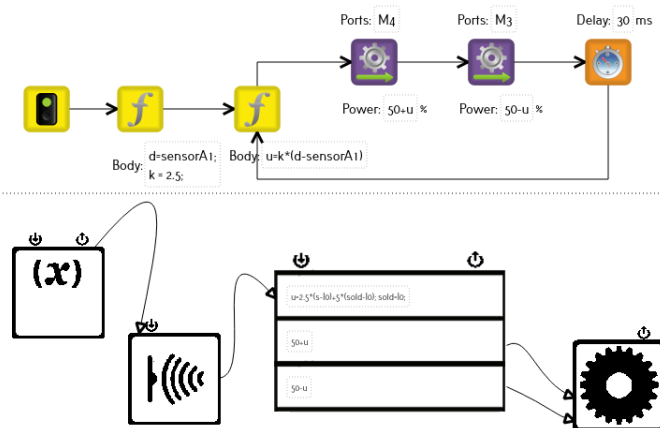 Ports: M4
Ports: M3
Delay: 30 ms
Power: 50+u %
Power: 50-u %
Body: d=sensorA1;
k = 2.5;
Body: u=k*(d-sensorA1)
(x)
u=2.5*(s-l0)+5*(sold-l0); sold=l0;
50+u
50-u